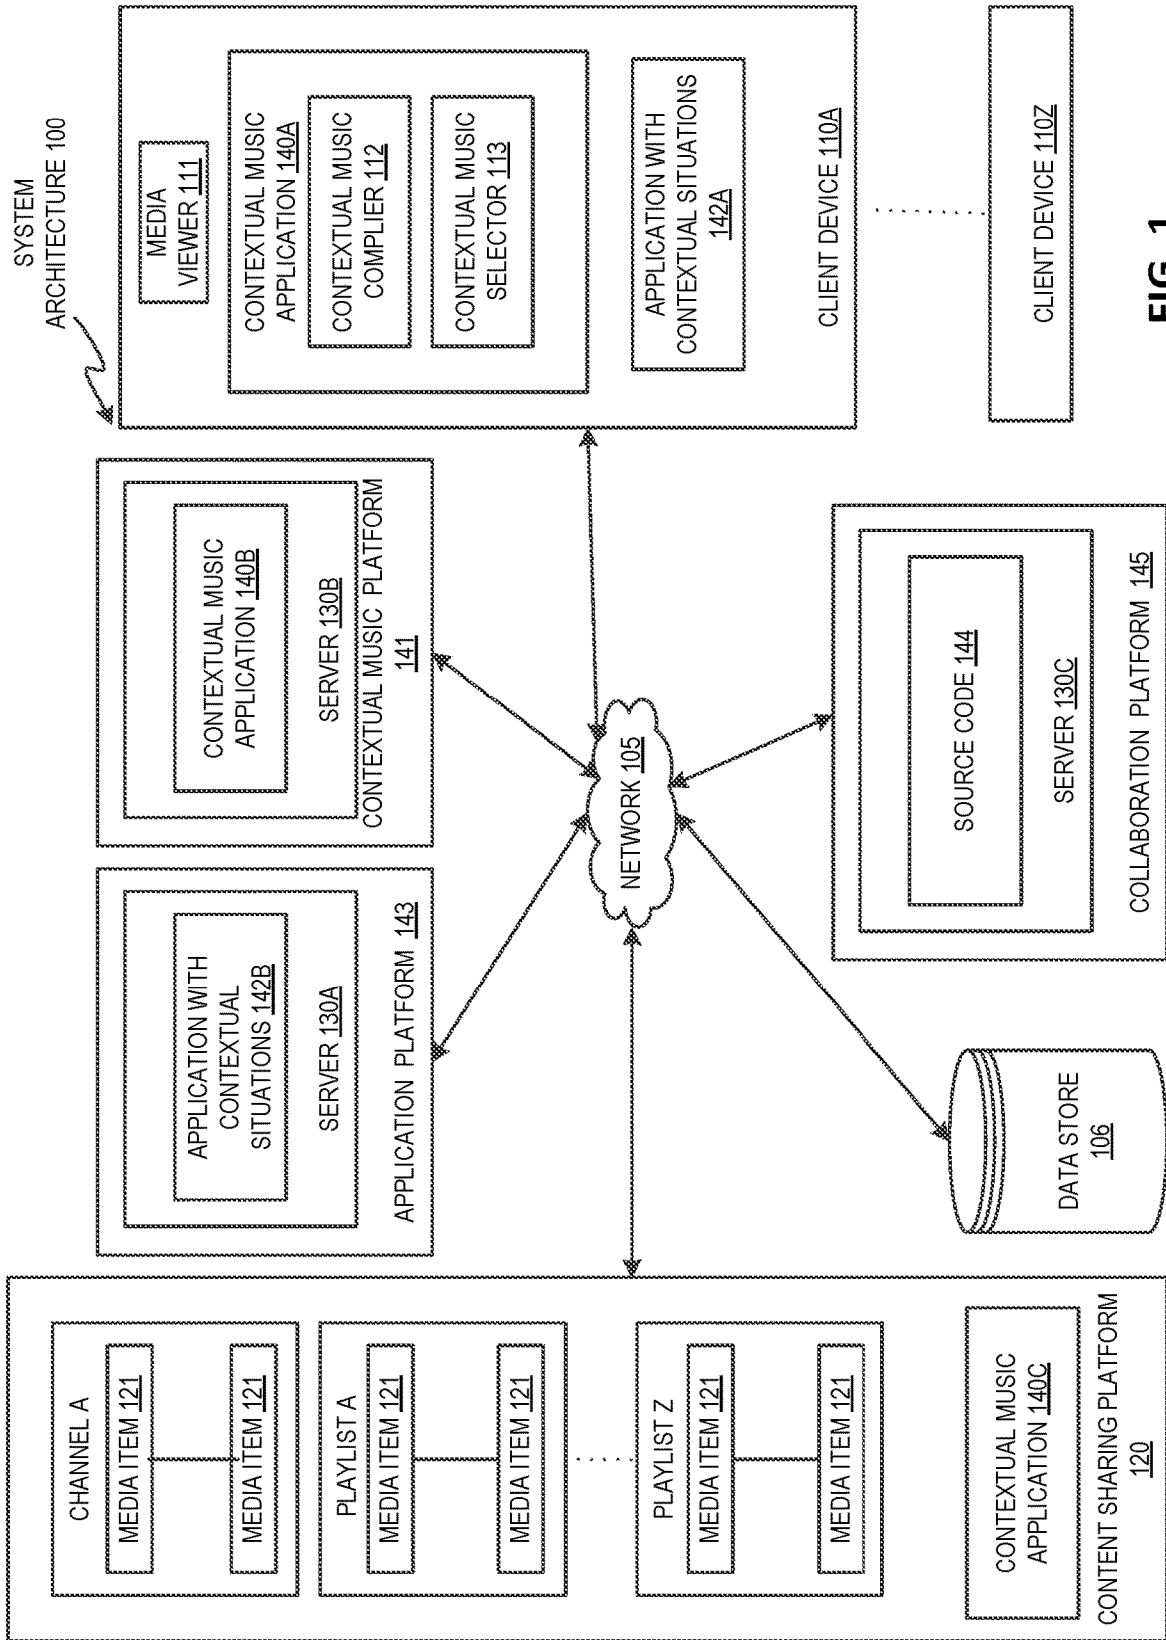 SYSTEM
ARCHITECTURE 100
CHANNEL A
MEDIA ITEM 121
MEDIA ITEM 121
PLAYLIST A
MEDIA ITEM 121
MEDIA ITEM 121
PLAYLIST Z
MEDIA ITEM 121
MEDIA ITEM 121
CONTEXTUAL MUSIC
APPLICATION 140C
CONTENT SHARING PLATFORM
120
APPLICATION WITH
CONTEXTUAL
SITUATIONS 142B
SERVER 130A
APPLICATION PLATFORM 143
CONTEXTUAL MUSIC
APPLICATION 140B
SERVER 130B
CONTEXTUAL MUSIC PLATFORM
141
NETWORK 105
DATA STORE
106
SOURCE CODE 144
SERVER 130C
COLLABORATION PLATFORM 145
MEDIA
VIEWER 111
CONTEXTUAL MUSIC
APPLICATION 140A
CONTEXTUAL MUSIC
COMPLIER 112
CONTEXTUAL MUSIC
SELECTOR 113
APPLICATION WITH
CONTEXTUAL SITUATIONS
142A
CLIENT DEVICE 110A
CLIENT DEVICE 110Z
FIG. 1